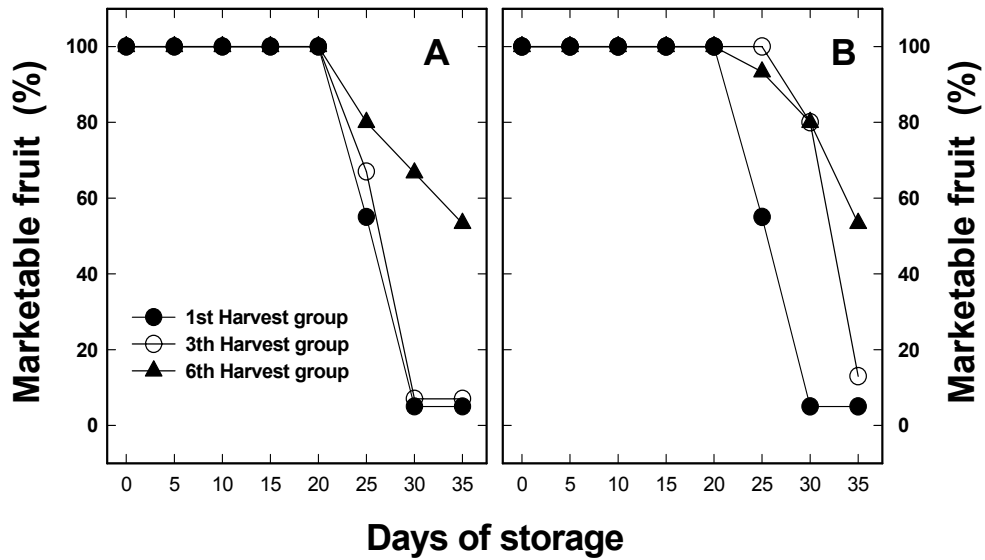 A
B
Marketable fruit (%)
100
80
60
40
20
0
1st Harvest group
3th Harvest group
6th Harvest group
0 5 10 15 20 25 30 35
0 5 10 15 20 25 30 35
100
80
60
40
20
0
Marketable fruit (%)
Days of storage